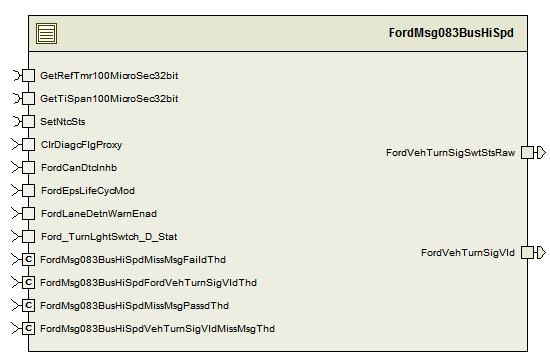 FordMsg083BusHiSpd
GetRefTmr100MicroSec32bit
GetTiSpan100MicroSec32bit
SetNtcSts
ClrDiagcFlgProxy
FordVehTurnSigSwtStsRaw
FordCanDtcInhb
FordEpsLifeCycMod
FordLaneDetnWarnEnad
Ford_TurnLghtSwtch_D_Stat
FordVehTurnSigVld
C FordMsg083BusHiSpdMissMsgFaildThd
C FordMsg083BusHiSpdFordVehTurnSigVldThd
C FordMsg083BusHiSpdMissMsgPassdThd
C FordMsg083BusHiSpdVehTurnSigVldMissMsgThd